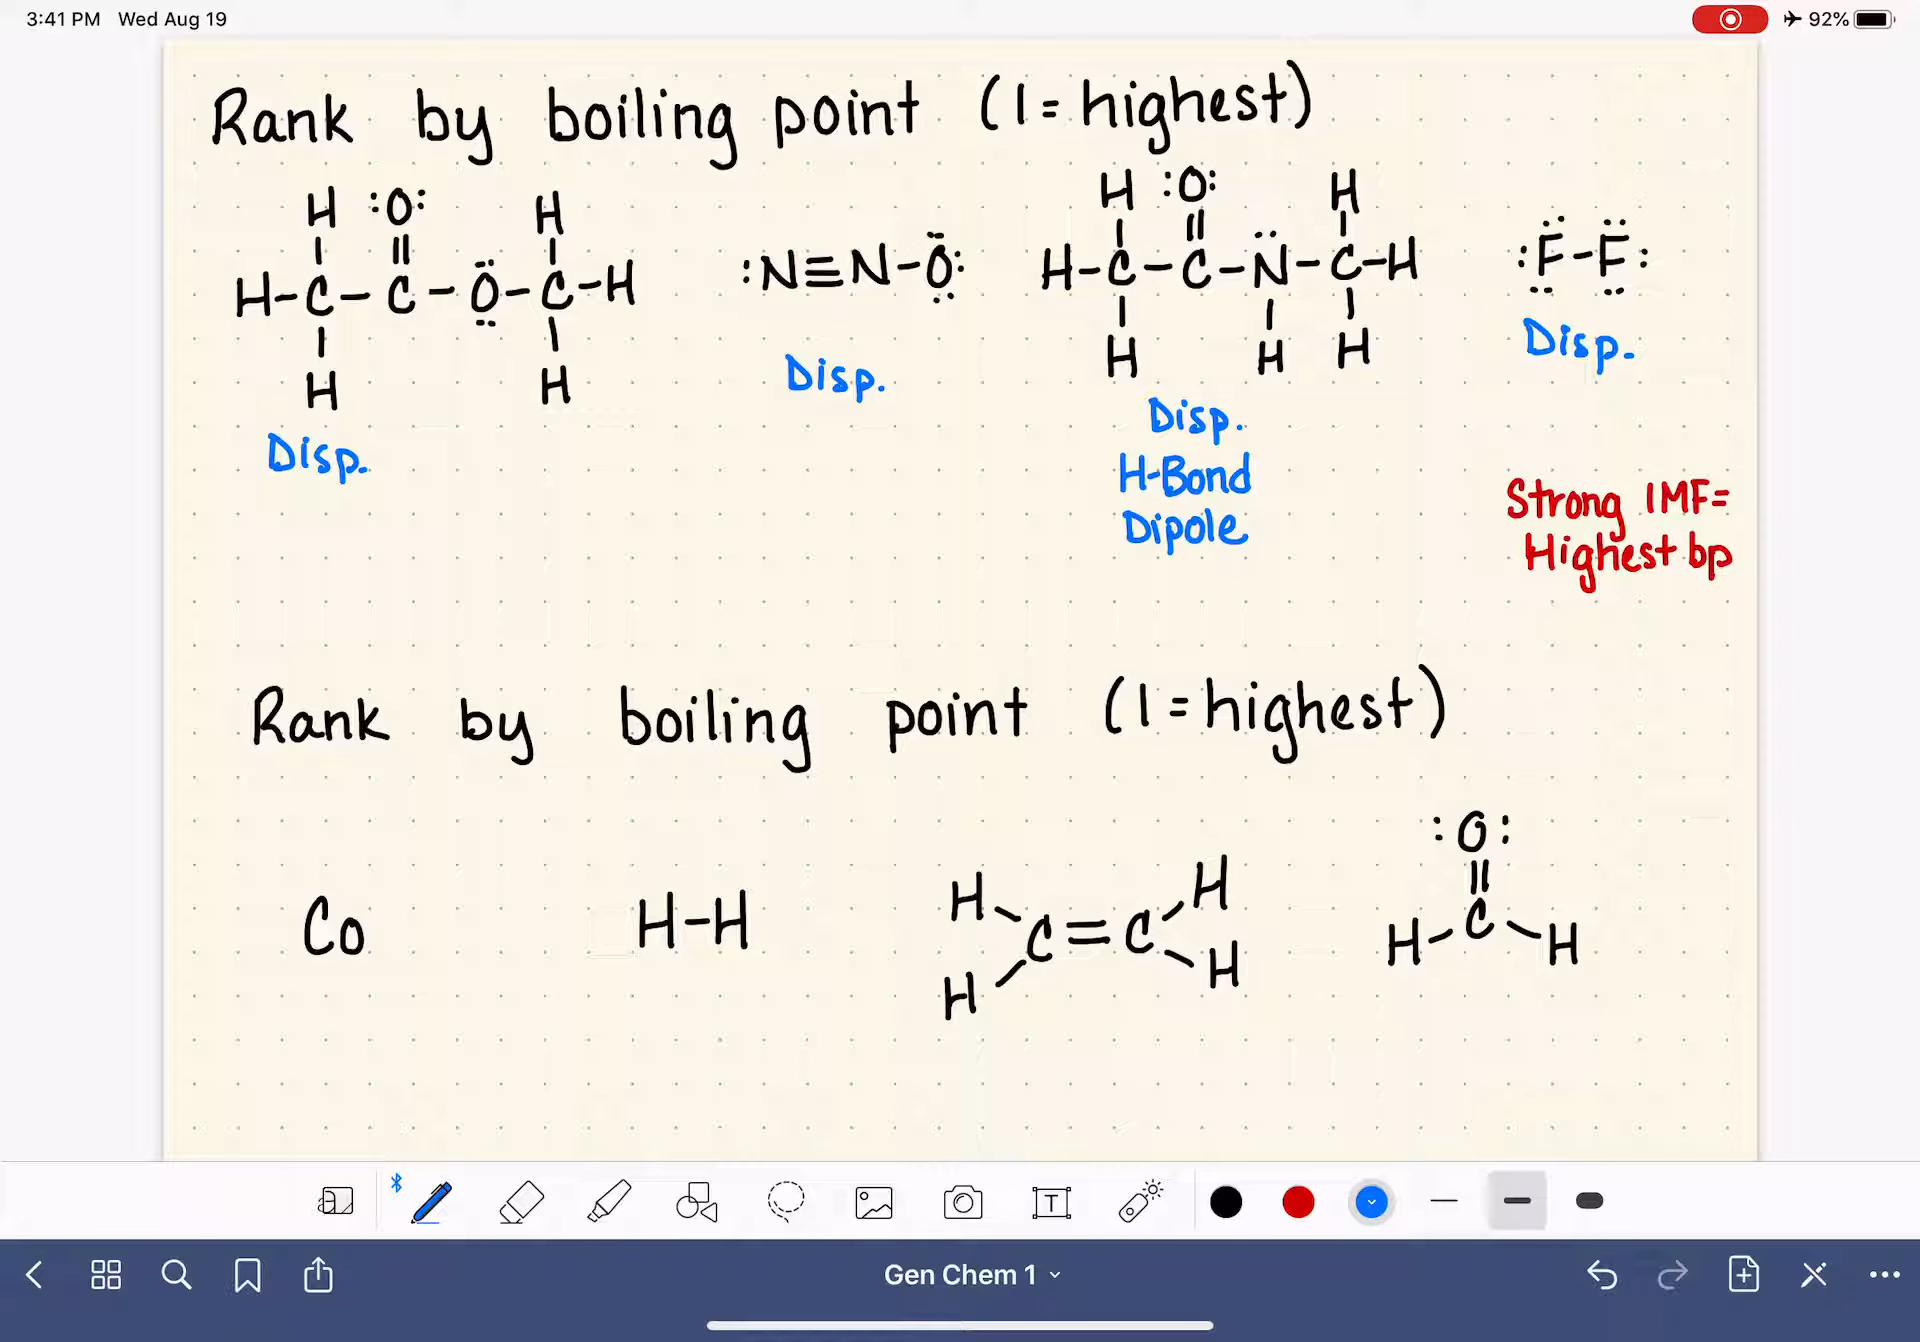 3:41 PM Wed Aug 19
92%
Rank by boiling point (1 = highest)
H :O: H
H-C-C-O-C-H
H H
Disp.
:N≡N-O:
Disp.
H :O: H
H-C-C-N-C-H
H H H
Disp.
H-Bond
Dipole
:F-F:
Disp.
Strong IMF=
Highest bp
Rank by boiling point (1 = highest)
Co
H-H
H H
C=C
H H
:O:
C
H H
a
T
Gen Chem 1